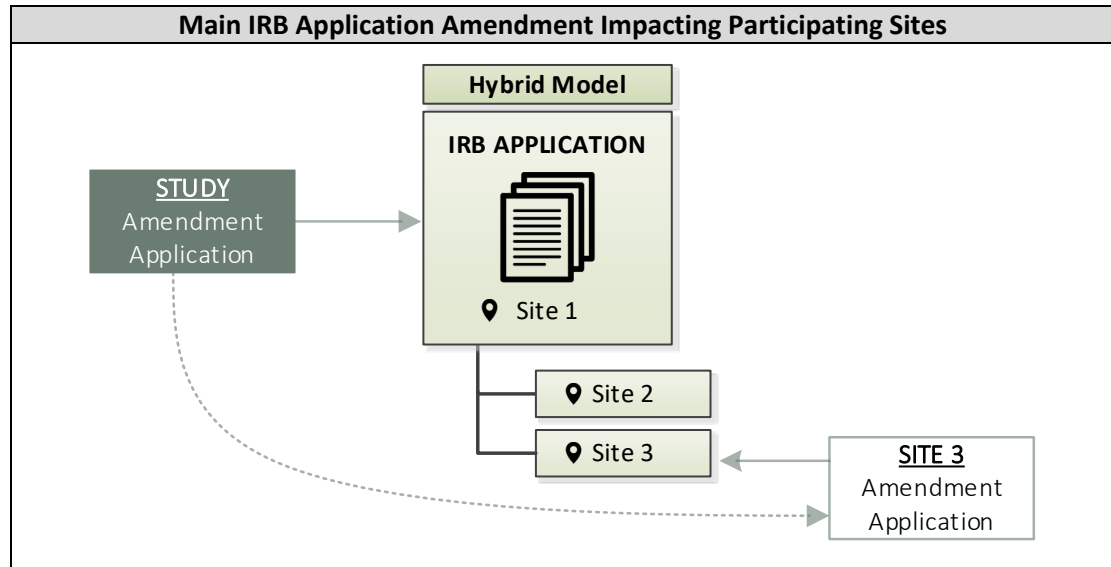 Main IRB Application Amendment Impacting Participating Sites
Hybrid Model
IRB APPLICATION
STUDY
Amendment
Application
Site 1
Site 2
Site 3
SITE 3
Amendment
Application